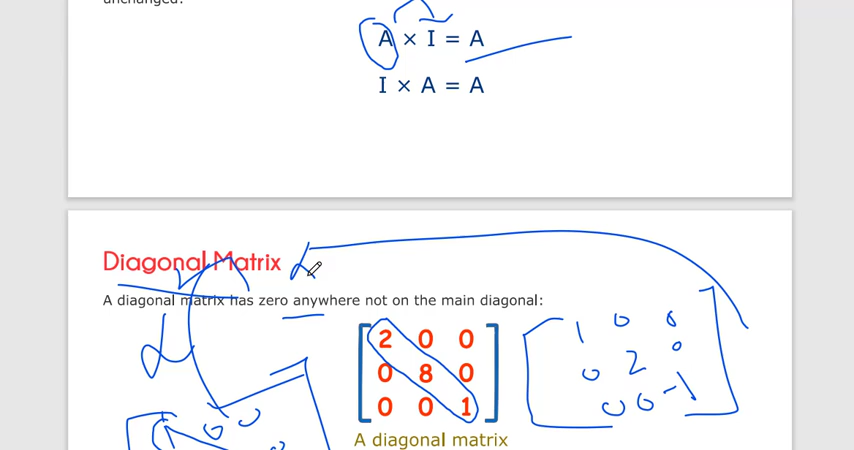 unchanged:
A × I = A
I × A = A
Diagonal Matrix
A diagonal matrix has zero anywhere not on the main diagonal:
2 0 0
0 8 0
0 0 1
1 0 0
0 2 0
0 0 -1
A diagonal matrix